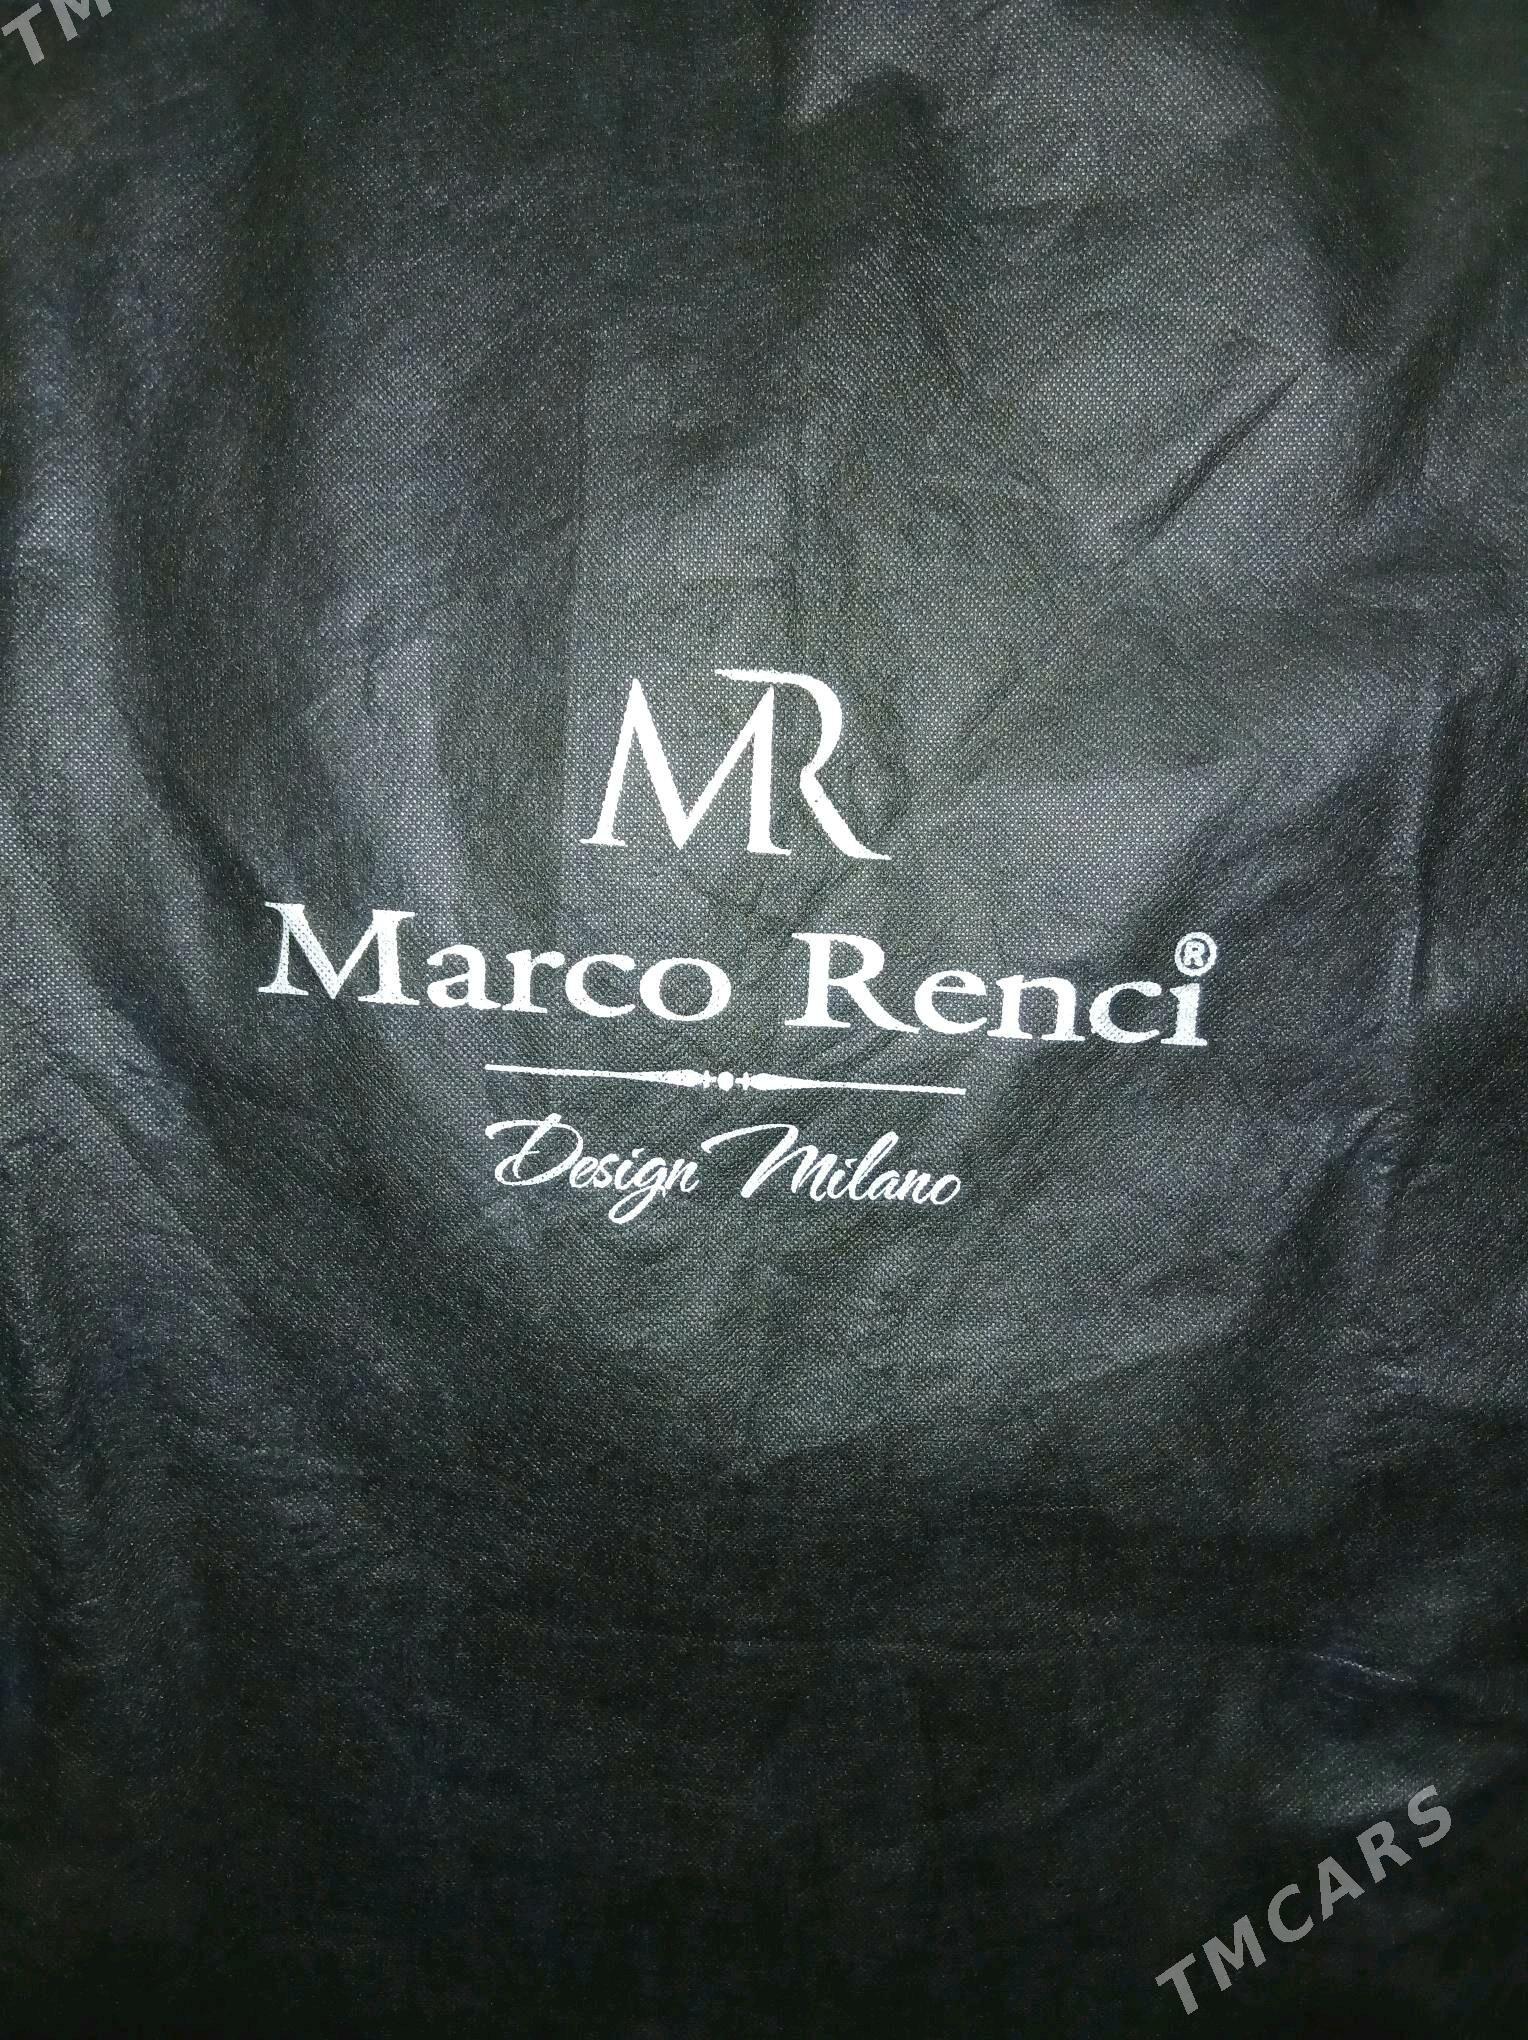 TM
MR
Marco Renci®
Design Milano
TMCARS